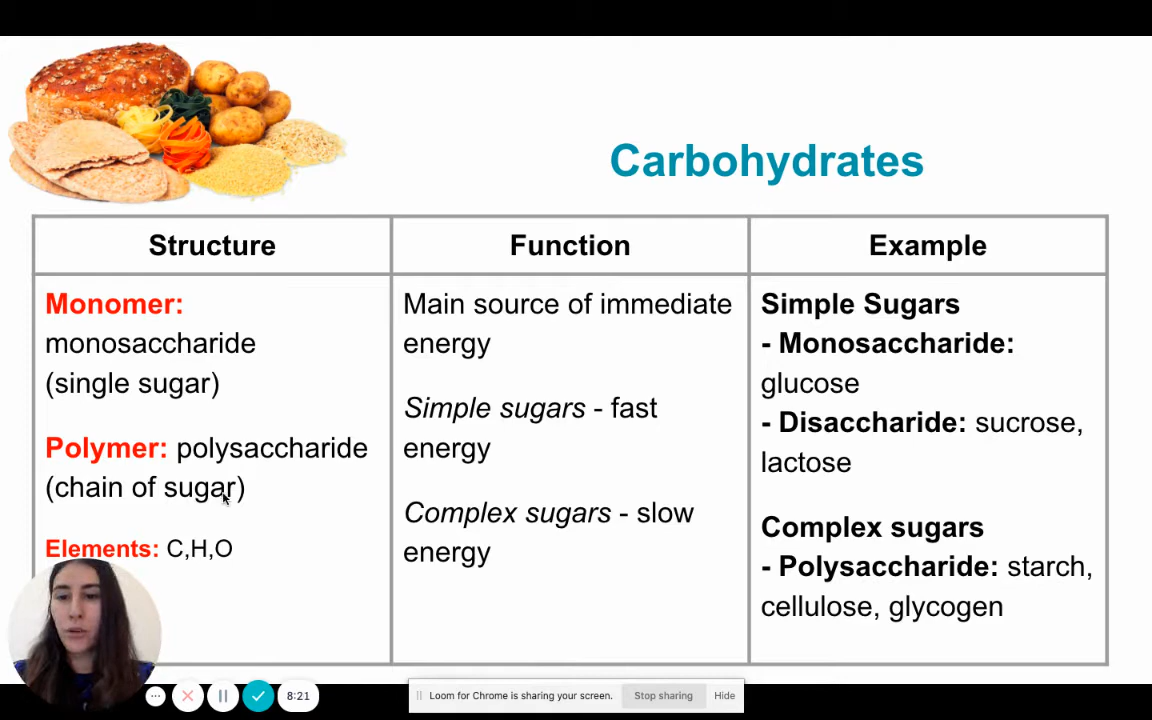 Carbohydrates
Structure
Function
Example
Monomer:
monosaccharide
(single sugar)
Polymer: polysaccharide
(chain of sugar)
Elements: C,H,O
Main source of immediate
energy
Simple sugars - fast
energy
Complex sugars - slow
energy
Simple Sugars
- Monosaccharide:
glucose
- Disaccharide: sucrose,
lactose
Complex sugars
- Polysaccharide: starch,
cellulose, glycogen
8:21
Loom for Chrome is sharing your screen.
Stop sharing
Hide